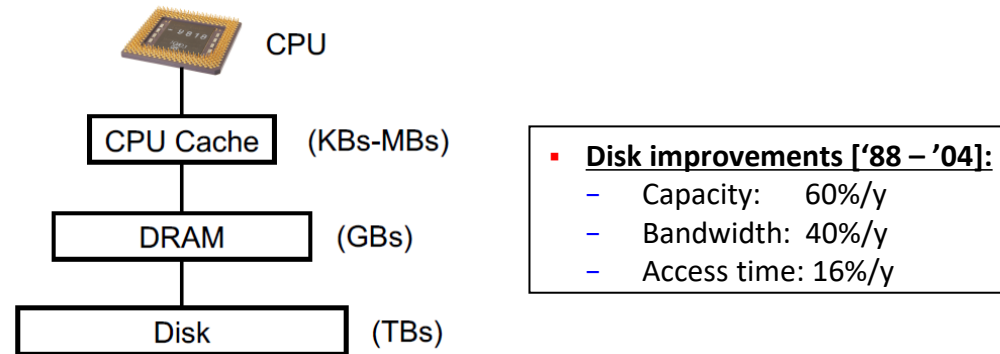 CPU
CPU Cache (KBs-MBs)
DRAM (GBs)
Disk (TBs)
▪ Disk improvements [‘88 – ’04]:
− Capacity: 60%/y
− Bandwidth: 40%/y
− Access time: 16%/y